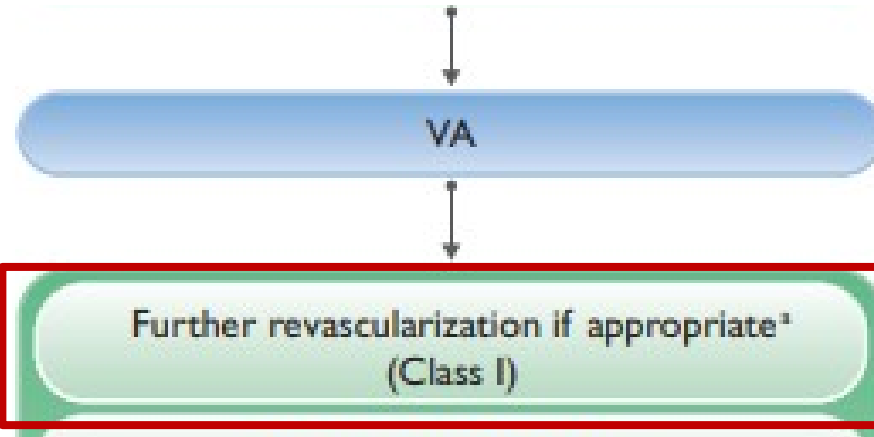 VA
Further revascularization if appropriate*
(Class I)